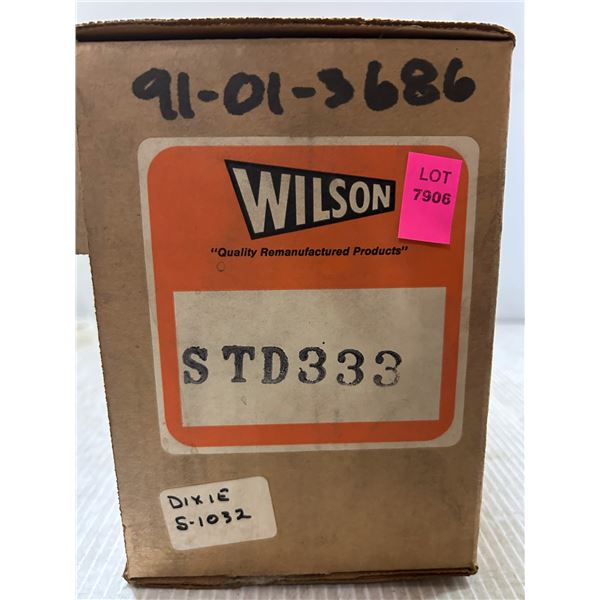 91-01-3686
WILSON
LOT
7906
"Quality Remanufactured Products"
STD333
DIXIE
S-1032